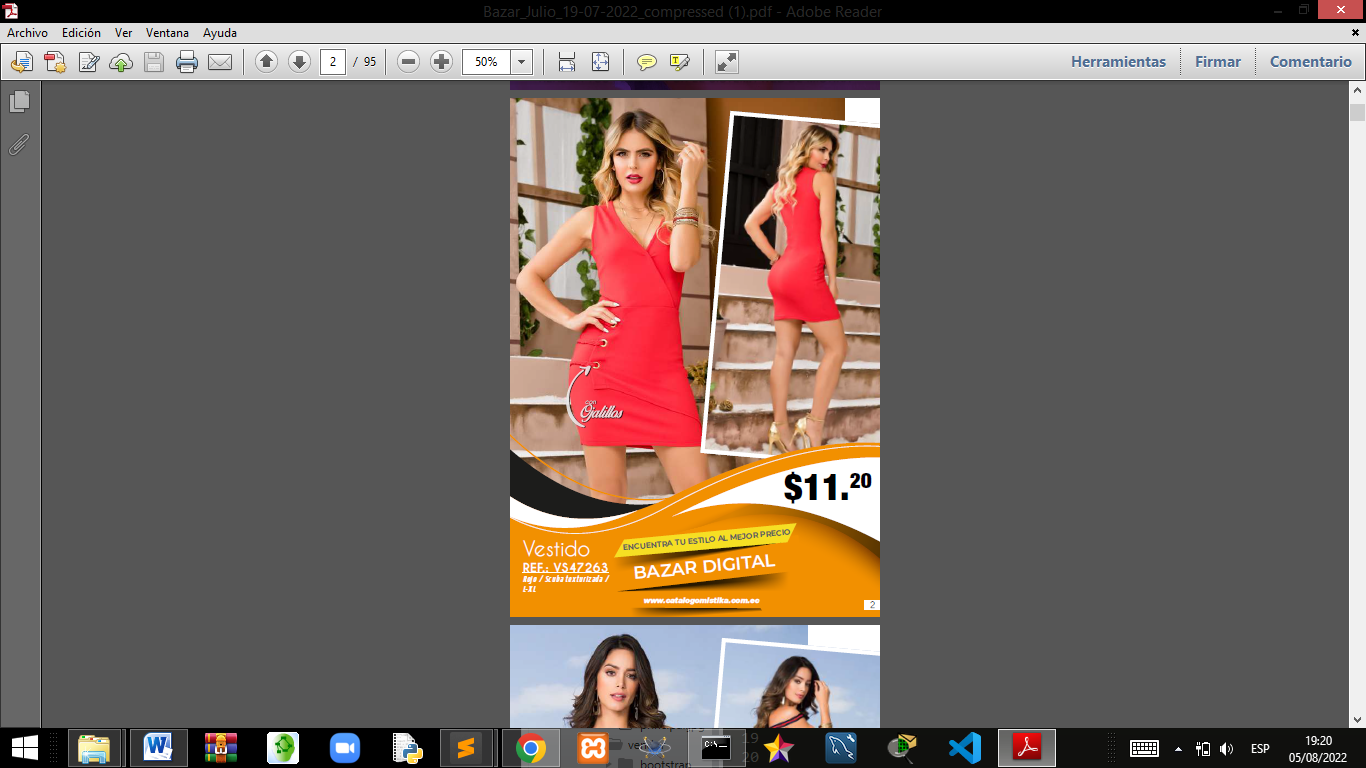 Bazar_Julio_19-07-2022_compressed (1).pdf - Adobe Reader
Archivo Edición Ver Ventana Ayuda
2 / 95 50% Herramientas Firmar Comentario
con
Ojalillos
$11.20
ENCUENTRA TU ESTILO AL MEJOR PRECIO
Vestido
BAZAR DIGITAL
REF.: VS47263
Rojo / Scuba texturizada /
L-XL
www.catalogomistika.com.ec
2
ESP
19:20
05/08/2022